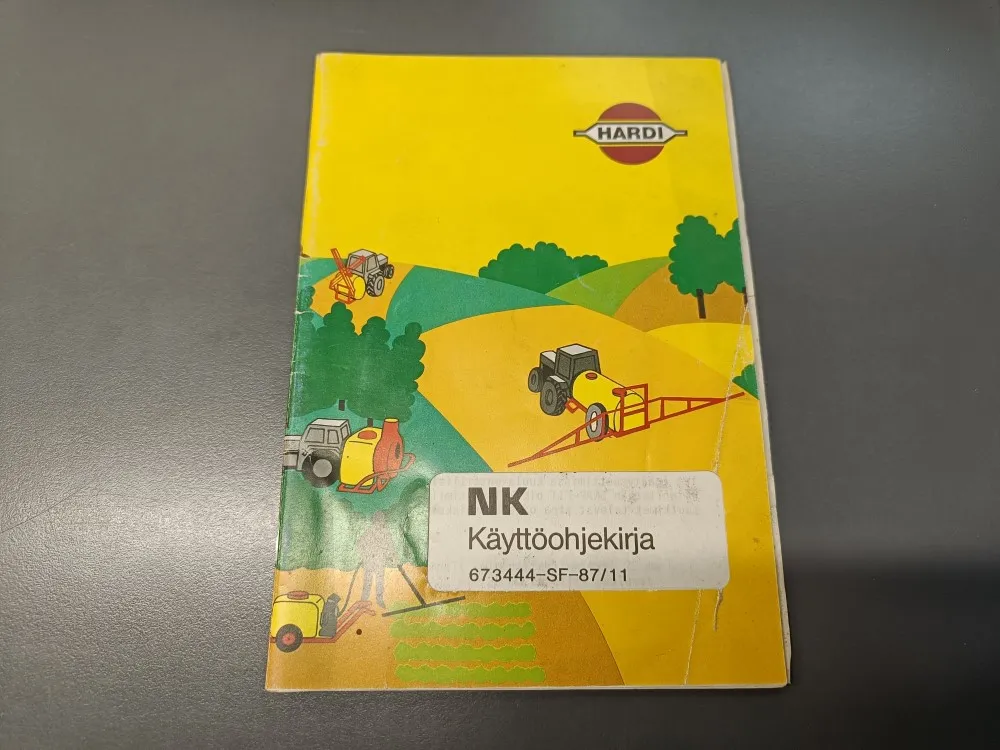 HARDI
NK
Käyttöohjekirja
673444-SF-87/11